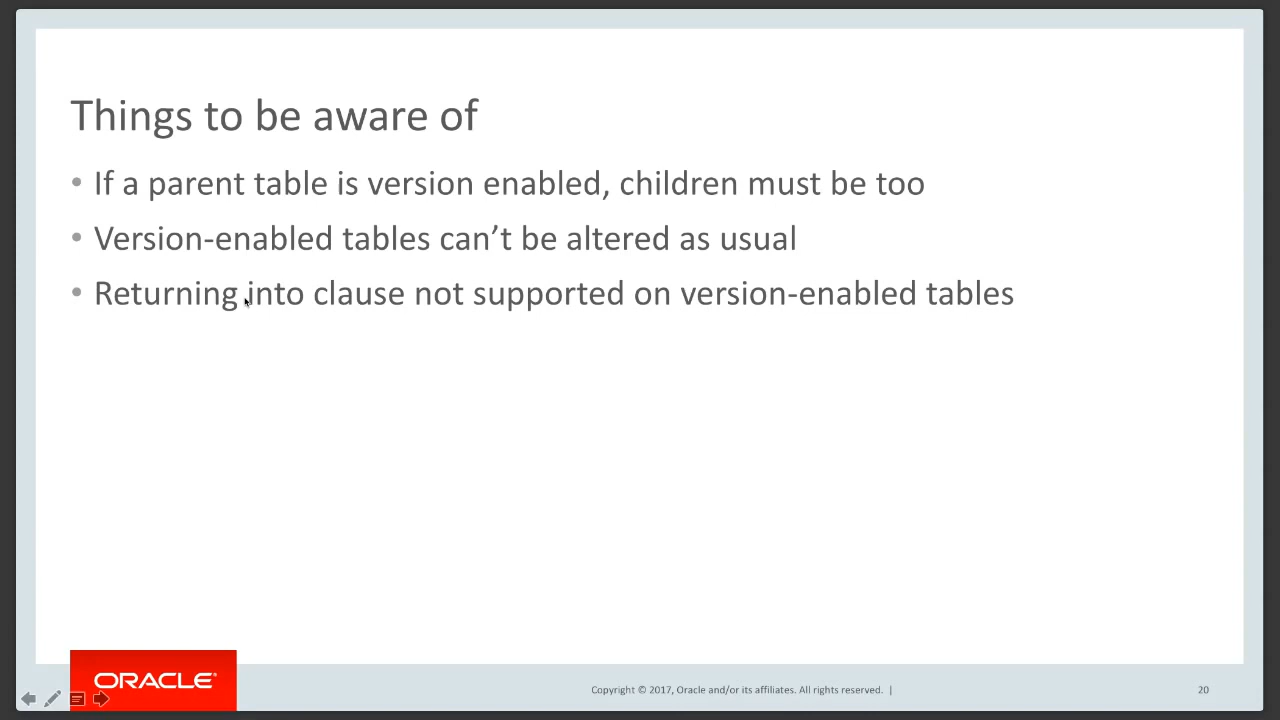 Things to be aware of
• If a parent table is version enabled, children must be too
• Version-enabled tables can’t be altered as usual
• Returning into clause not supported on version-enabled tables
ORACLE®
Copyright © 2017, Oracle and/or its affiliates. All rights reserved. |
20